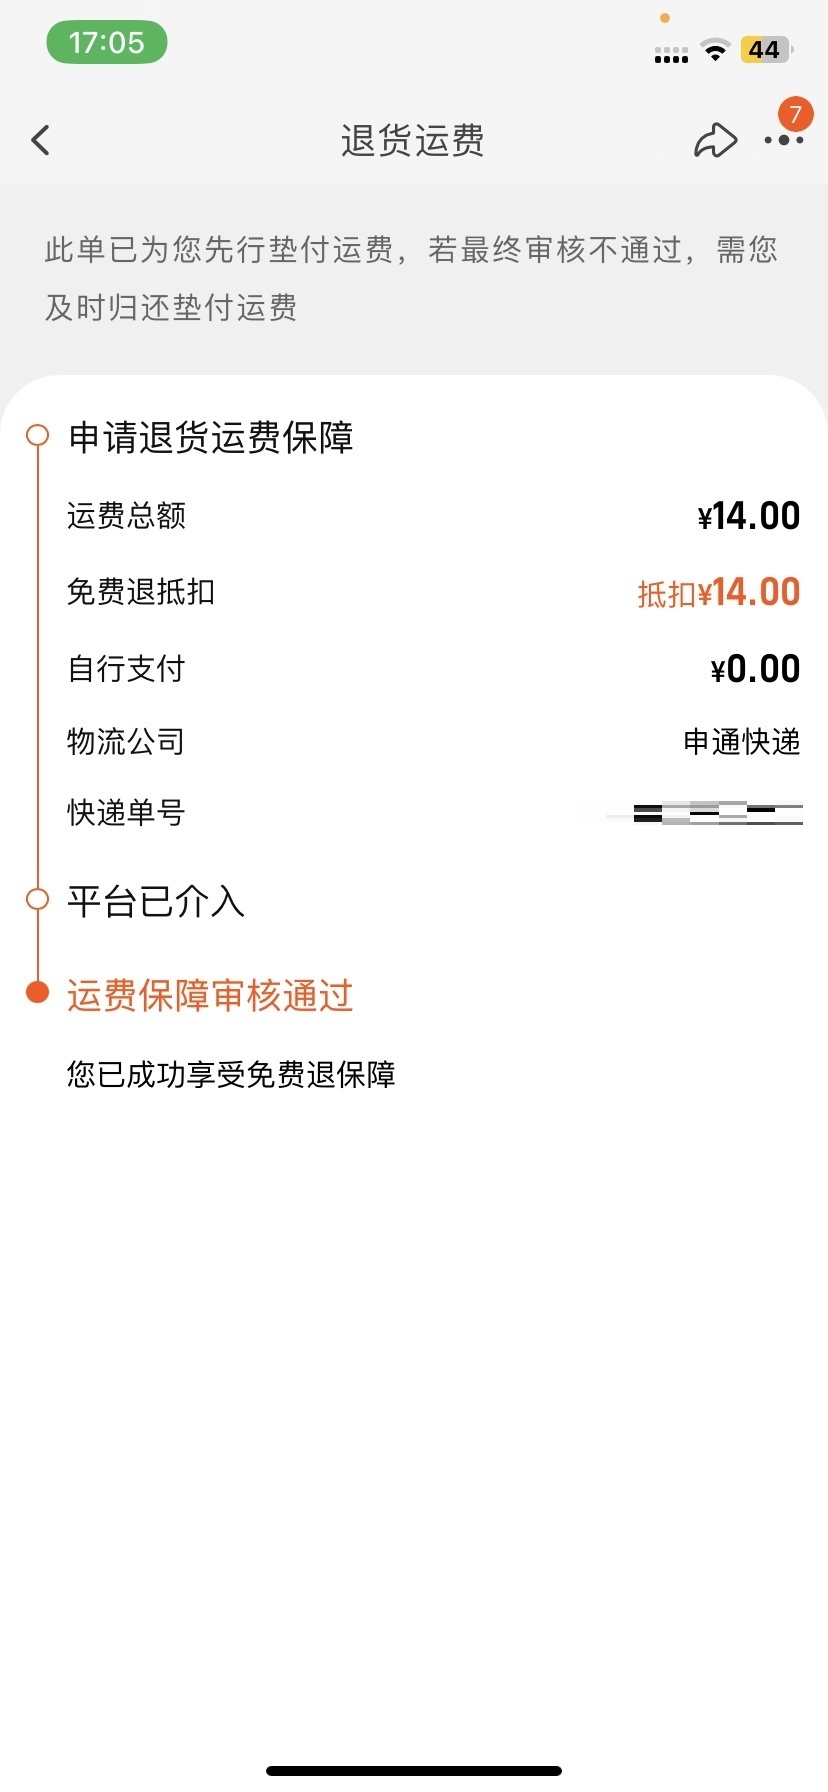 17:05
44
退货运费
7
此单已为您先行垫付运费，若最终审核不通过，需您
及时归还垫付运费
申请退货运费保障
运费总额 ¥14.00
免费退抵扣 抵扣¥14.00
自行支付 ¥0.00
物流公司 申通快递
快递单号
平台已介入
运费保障审核通过
您已成功享受免费退保障